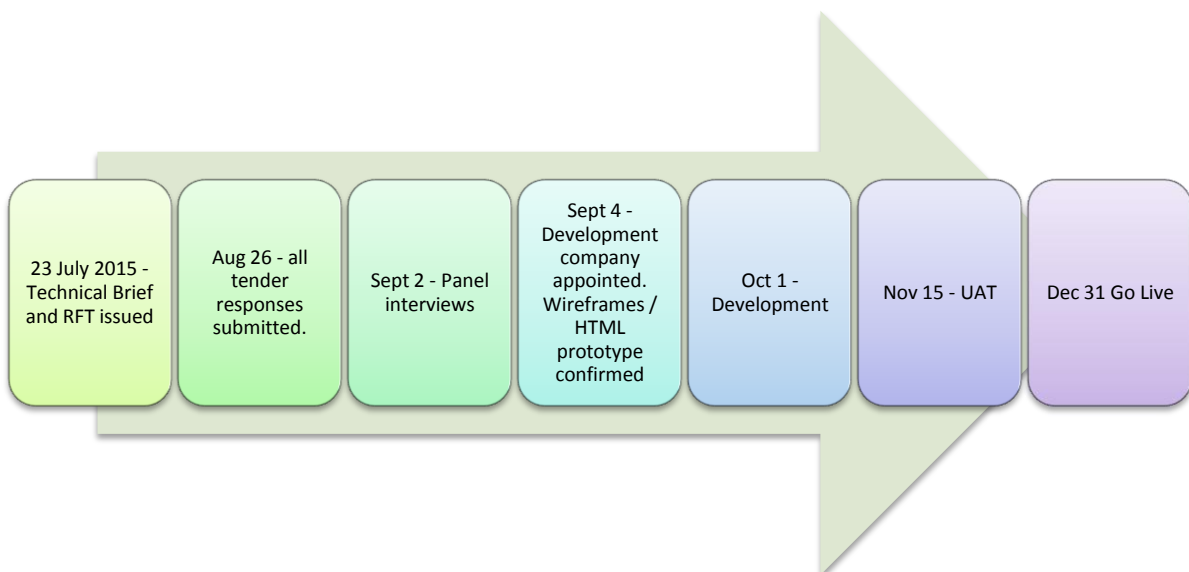 23 July 2015 -
Technical Brief
and RFT issued
Aug 26 - all
tender
responses
submitted.
Sept 2 - Panel
interviews
Sept 4 -
Development
company
appointed.
Wireframes /
HTML
prototype
confirmed
Oct 1 -
Development
Nov 15 - UAT
Dec 31 Go Live